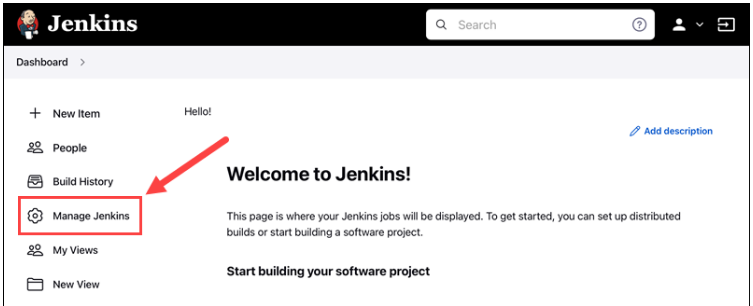 Jenkins
Search
Dashboard
New Item
Hello!
Add description
People
Welcome to Jenkins!
Build History
Manage Jenkins
This page is where your Jenkins jobs will be displayed. To get started, you can set up distributed
builds or start building a software project.
My Views
Start building your software project
New View